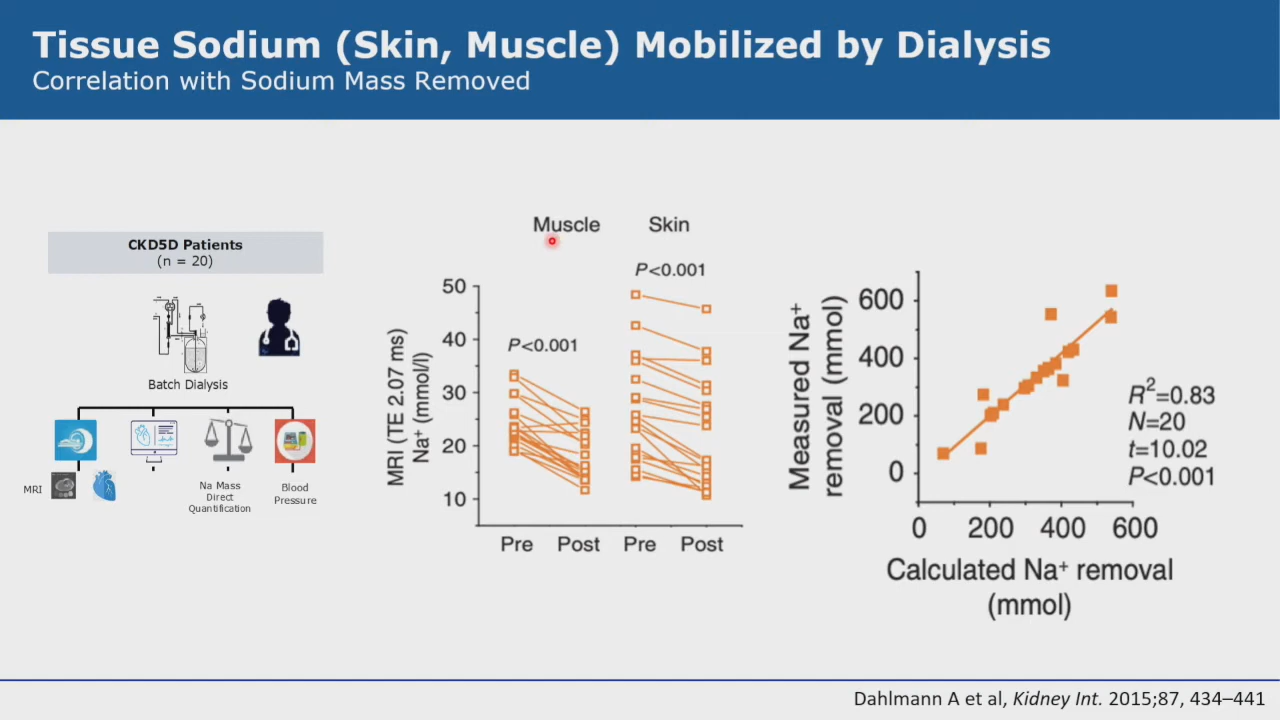 Tissue Sodium (Skin, Muscle) Mobilized by Dialysis
Correlation with Sodium Mass Removed
CKD5D Patients
(n = 20)
Batch Dialysis
MRI
Na Mass
Direct
Quantification
Blood
Pressure
Muscle
Skin
P<0.001
P<0.001
MRI (TE 2.07 ms)
Na⁺ (mmol/l)
50
40
30
20
10
Pre
Post
Pre
Post
Measured Na⁺
removal (mmol)
600
400
200
0
R²=0.83
N=20
t=10.02
P<0.001
0
200
400
600
Calculated Na⁺ removal
(mmol)
Dahlmann A et al, Kidney Int. 2015;87, 434–441